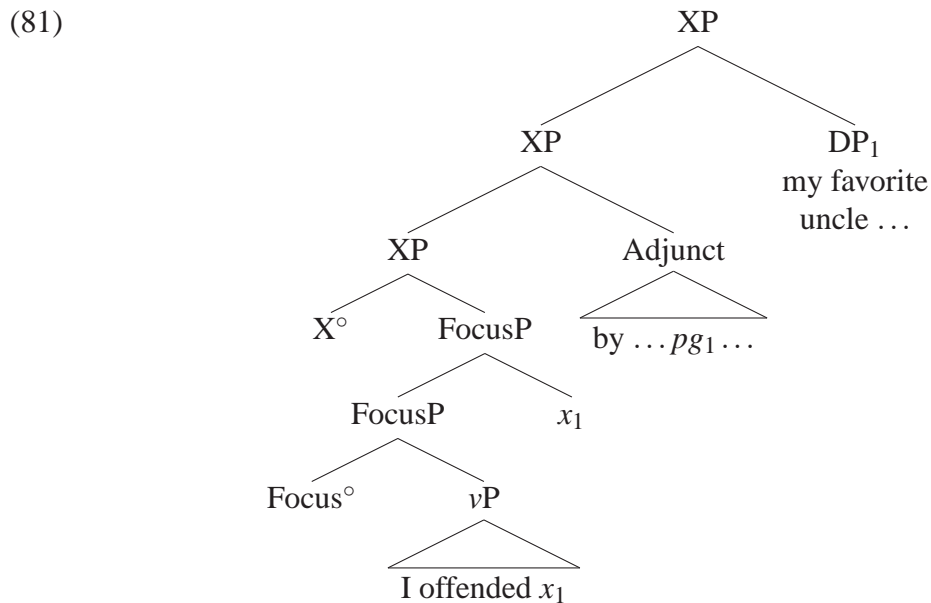 (81) XP
XP DP₁
my favorite
uncle …
XP Adjunct
X° FocusP by … pg₁ …
FocusP x₁
Focus° vP
I offended x₁